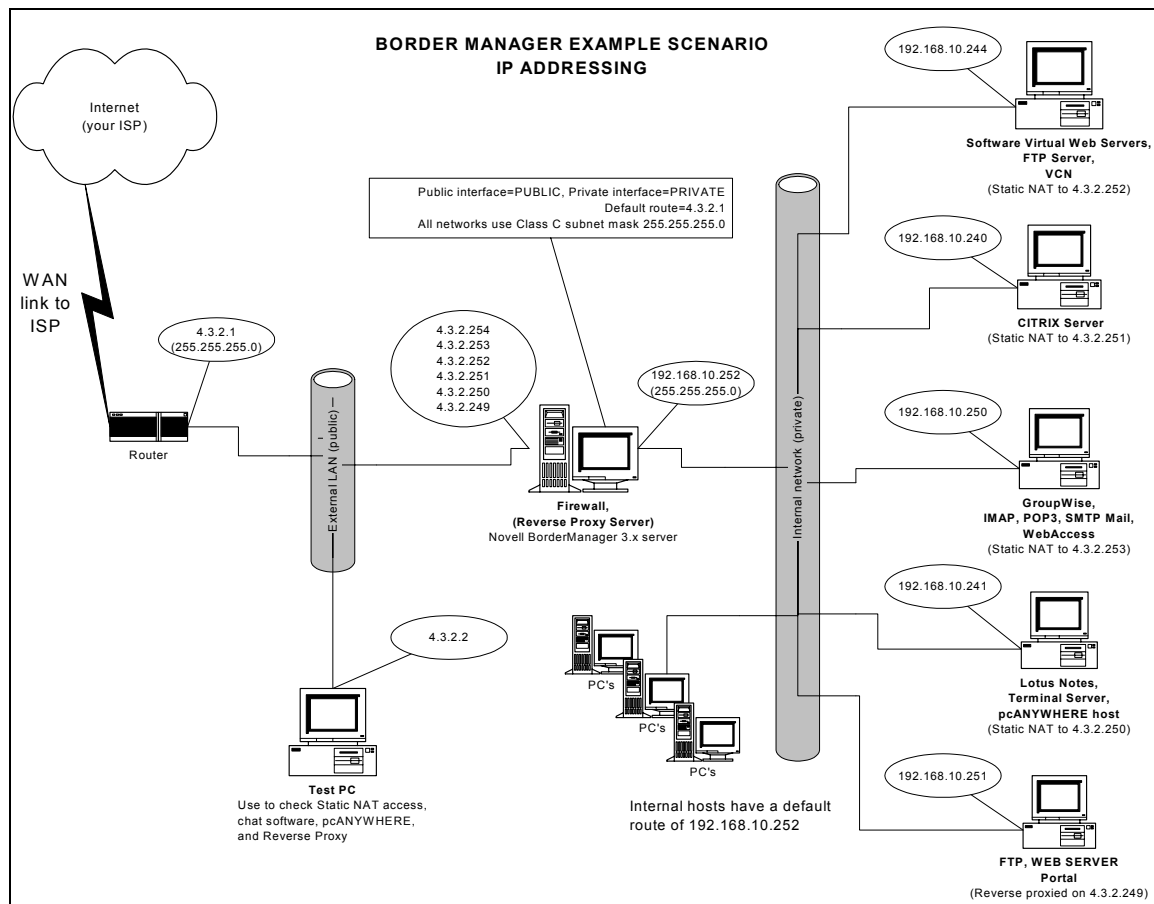 BORDER MANAGER EXAMPLE SCENARIO
IP ADDRESSING
Internet
(your ISP)
WAN
link to
ISP
4.3.2.1
(255.255.255.0)
Router
External LAN (public)
Public interface=PUBLIC, Private interface=PRIVATE
Default route=4.3.2.1
All networks use Class C subnet mask 255.255.255.0
4.3.2.254
4.3.2.253
4.3.2.252
4.3.2.251
4.3.2.250
4.3.2.249
192.168.10.252
(255.255.255.0)
Firewall,
(Reverse Proxy Server)
Novell BorderManager 3.x server
4.3.2.2
Test PC
Use to check Static NAT access,
chat software, pcANYWHERE,
and Reverse Proxy
PC's
PC's
PC's
Internal hosts have a default
route of 192.168.10.252
Internal network (private)
192.168.10.244
Software Virtual Web Servers,
FTP Server,
VCN
(Static NAT to 4.3.2.252)
192.168.10.240
CITRIX Server
(Static NAT to 4.3.2.251)
192.168.10.250
GroupWise,
IMAP, POP3, SMTP Mail,
WebAccess
(Static NAT to 4.3.2.253)
192.168.10.241
Lotus Notes,
Terminal Server,
pcANYWHERE host
(Static NAT to 4.3.2.250)
192.168.10.251
FTP, WEB SERVER
Portal
(Reverse proxied on 4.3.2.249)